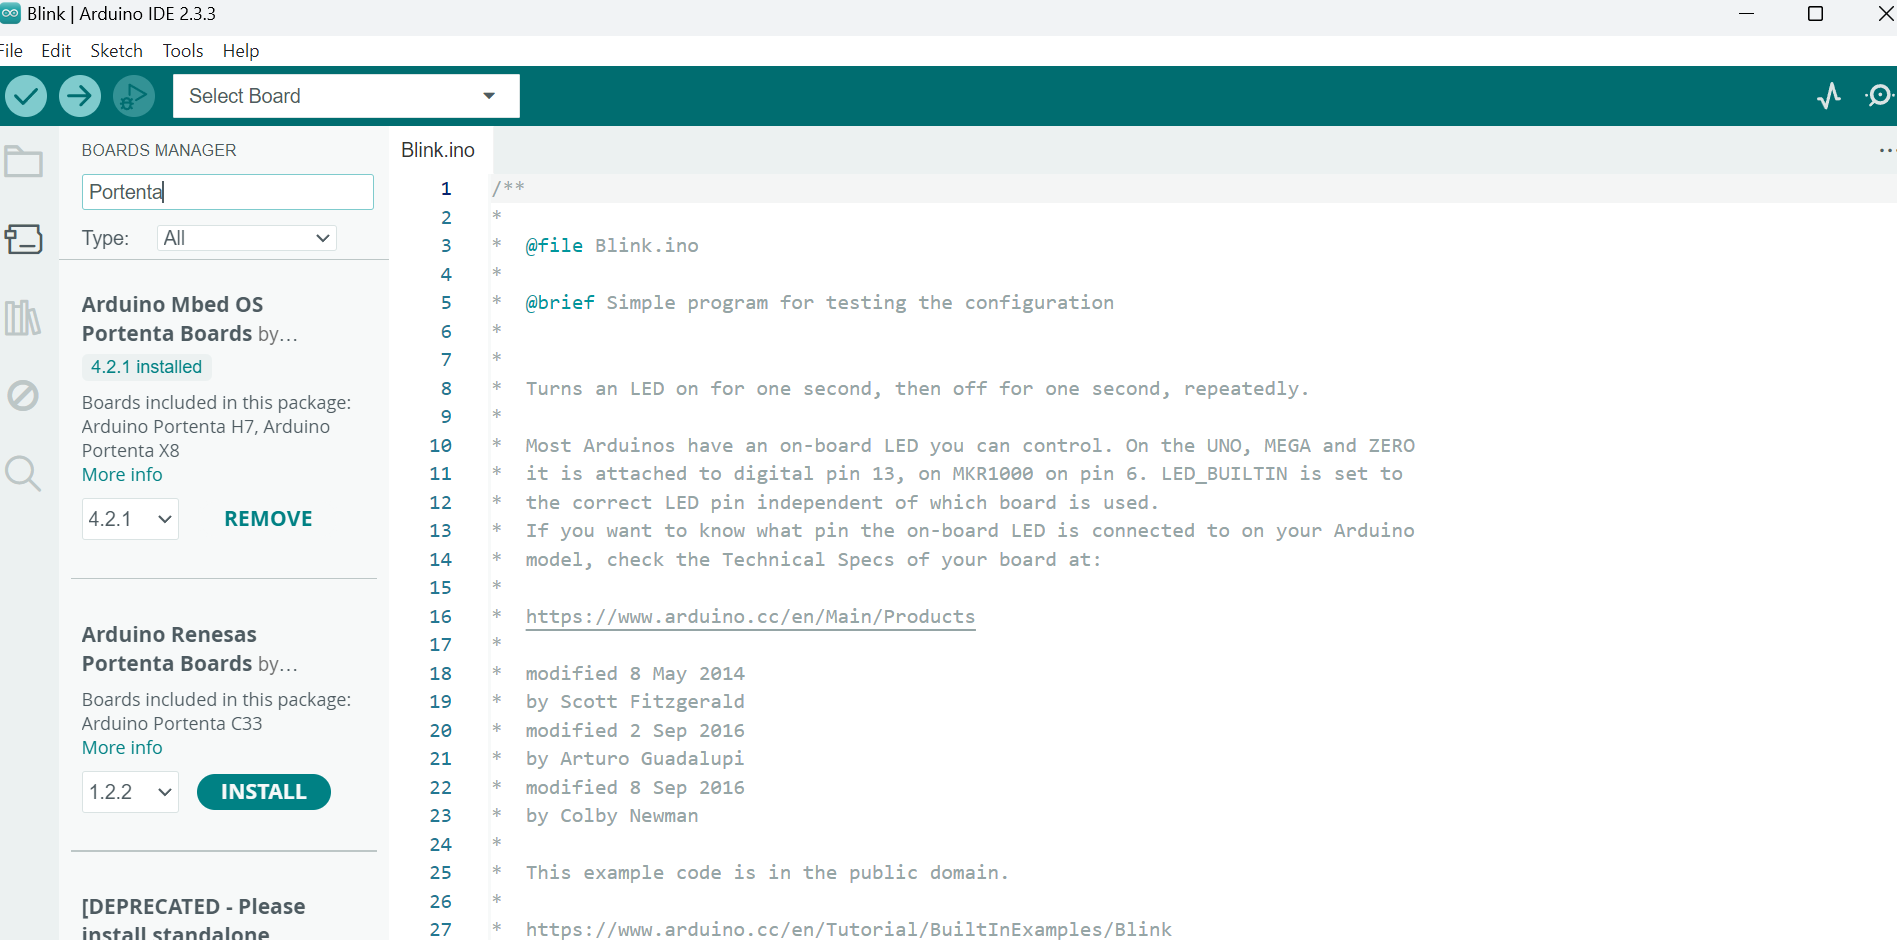 Blink | Arduino IDE 2.3.3
File Edit Sketch Tools Help
Select Board
BOARDS MANAGER
Portenta
Type: All
Arduino Mbed OS
Portenta Boards by...
4.2.1 installed
Boards included in this package:
Arduino Portenta H7, Arduino
Portenta X8
More info
4.2.1 REMOVE
Arduino Renesas
Portenta Boards by...
Boards included in this package:
Arduino Portenta C33
More info
1.2.2 INSTALL
[DEPRECATED - Please
install standalone
Blink.ino
1 /**
2 *
3 * @file Blink.ino
4 *
5 * @brief Simple program for testing the configuration
6 *
7 *
8 * Turns an LED on for one second, then off for one second, repeatedly.
9 *
10 * Most Arduinos have an on-board LED you can control. On the UNO, MEGA and ZERO
11 * it is attached to digital pin 13, on MKR1000 on pin 6. LED_BUILTIN is set to
12 * the correct LED pin independent of which board is used.
13 * If you want to know what pin the on-board LED is connected to on your Arduino
14 * model, check the Technical Specs of your board at:
15 *
16 * https://www.arduino.cc/en/Main/Products
17 *
18 * modified 8 May 2014
19 * by Scott Fitzgerald
20 * modified 2 Sep 2016
21 * by Arturo Guadalupi
22 * modified 8 Sep 2016
23 * by Colby Newman
24 *
25 * This example code is in the public domain.
26 *
27 * https://www.arduino.cc/en/Tutorial/BuiltInExamples/Blink